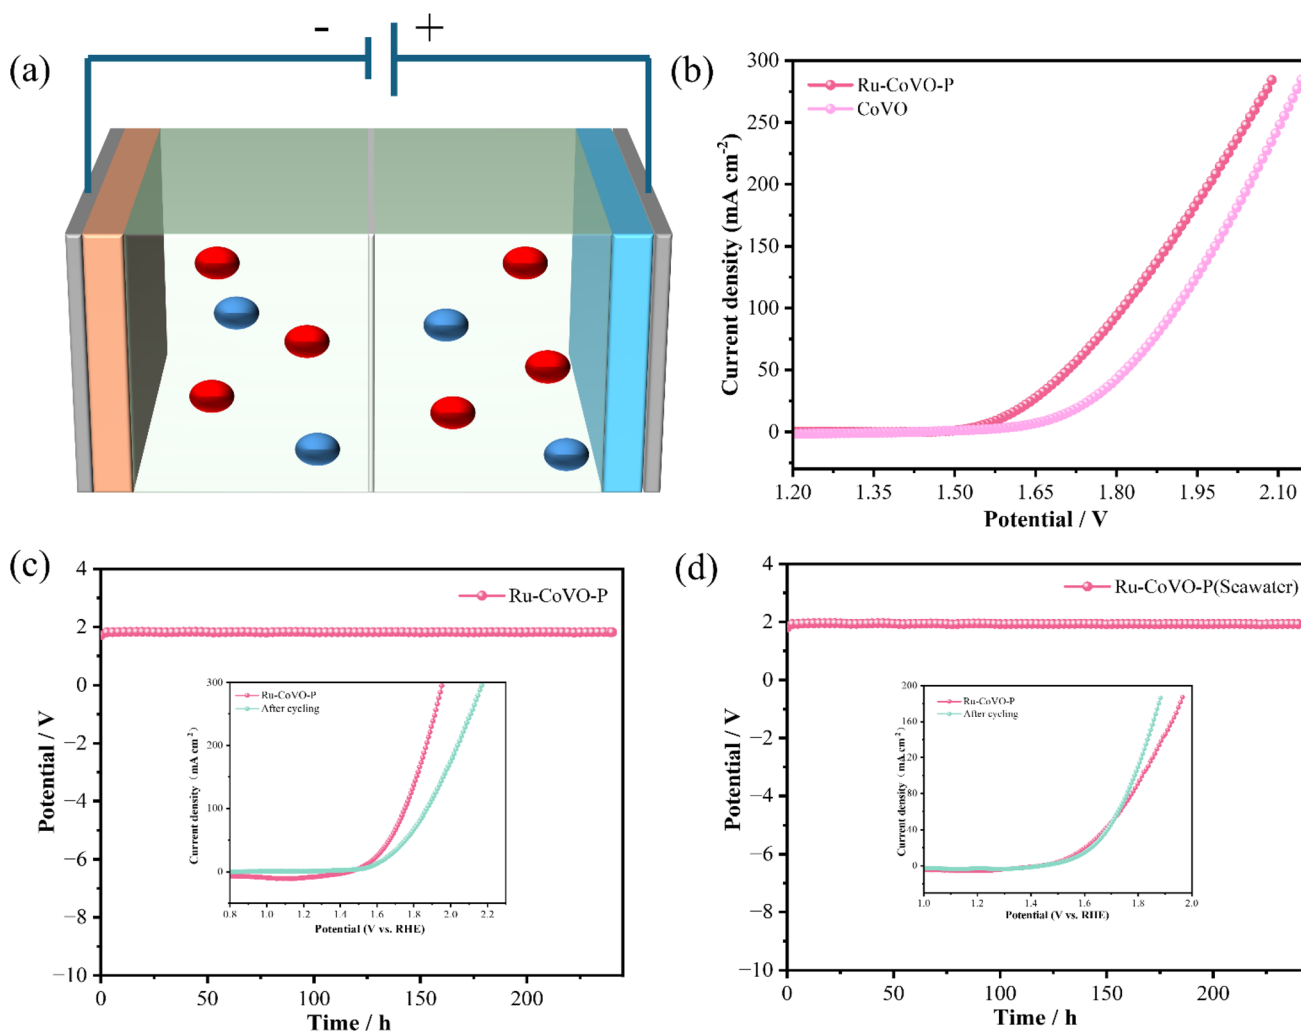 (a)
- +
(b)
Ru-CoVO-P
CoVO
Current density (mA cm⁻²)
300
250
200
150
100
50
0
1.20 1.35 1.50 1.65 1.80 1.95 2.10
Potential / V
(c)
Ru-CoVO-P
Potential / V
4
2
0
−2
−4
−6
−8
−10
0 50 100 150 200
Time / h
Ru-CoVO-P
After cycling
Current density ( mA cm⁻²)
300
200
100
0
0.8 1.0 1.2 1.4 1.6 1.8 2.0 2.2
Potential (V vs. RHE)
(d)
Ru-CoVO-P(Seawater)
Potential / V
4
2
0
−2
−4
−6
−8
−10
0 50 100 150 200
Time / h
Ru-CoVO-P
After cycling
Current density ( mA cm⁻²)
200
160
120
80
40
0
1.0 1.2 1.4 1.6 1.8 2.0
Potential (V vs. RHE)